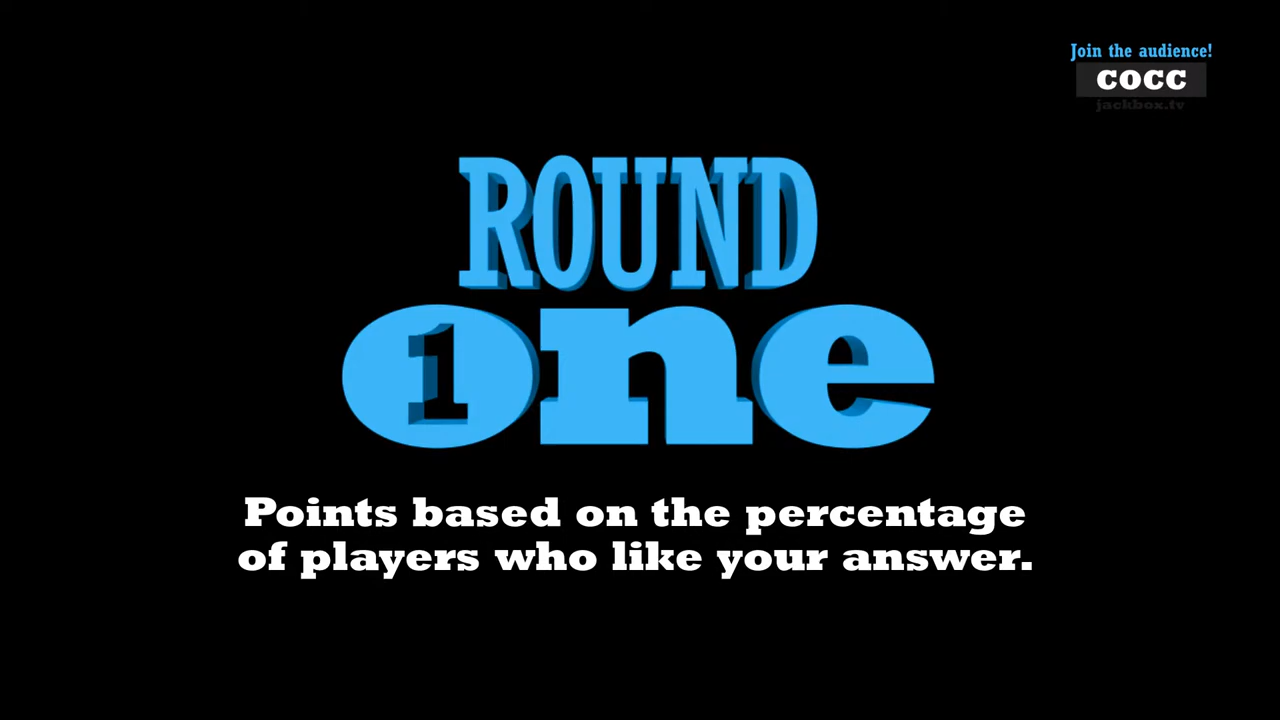 Join the audience!
COCC
jackbox.tv
ROUND
One
1
Points based on the percentage
of players who like your answer.